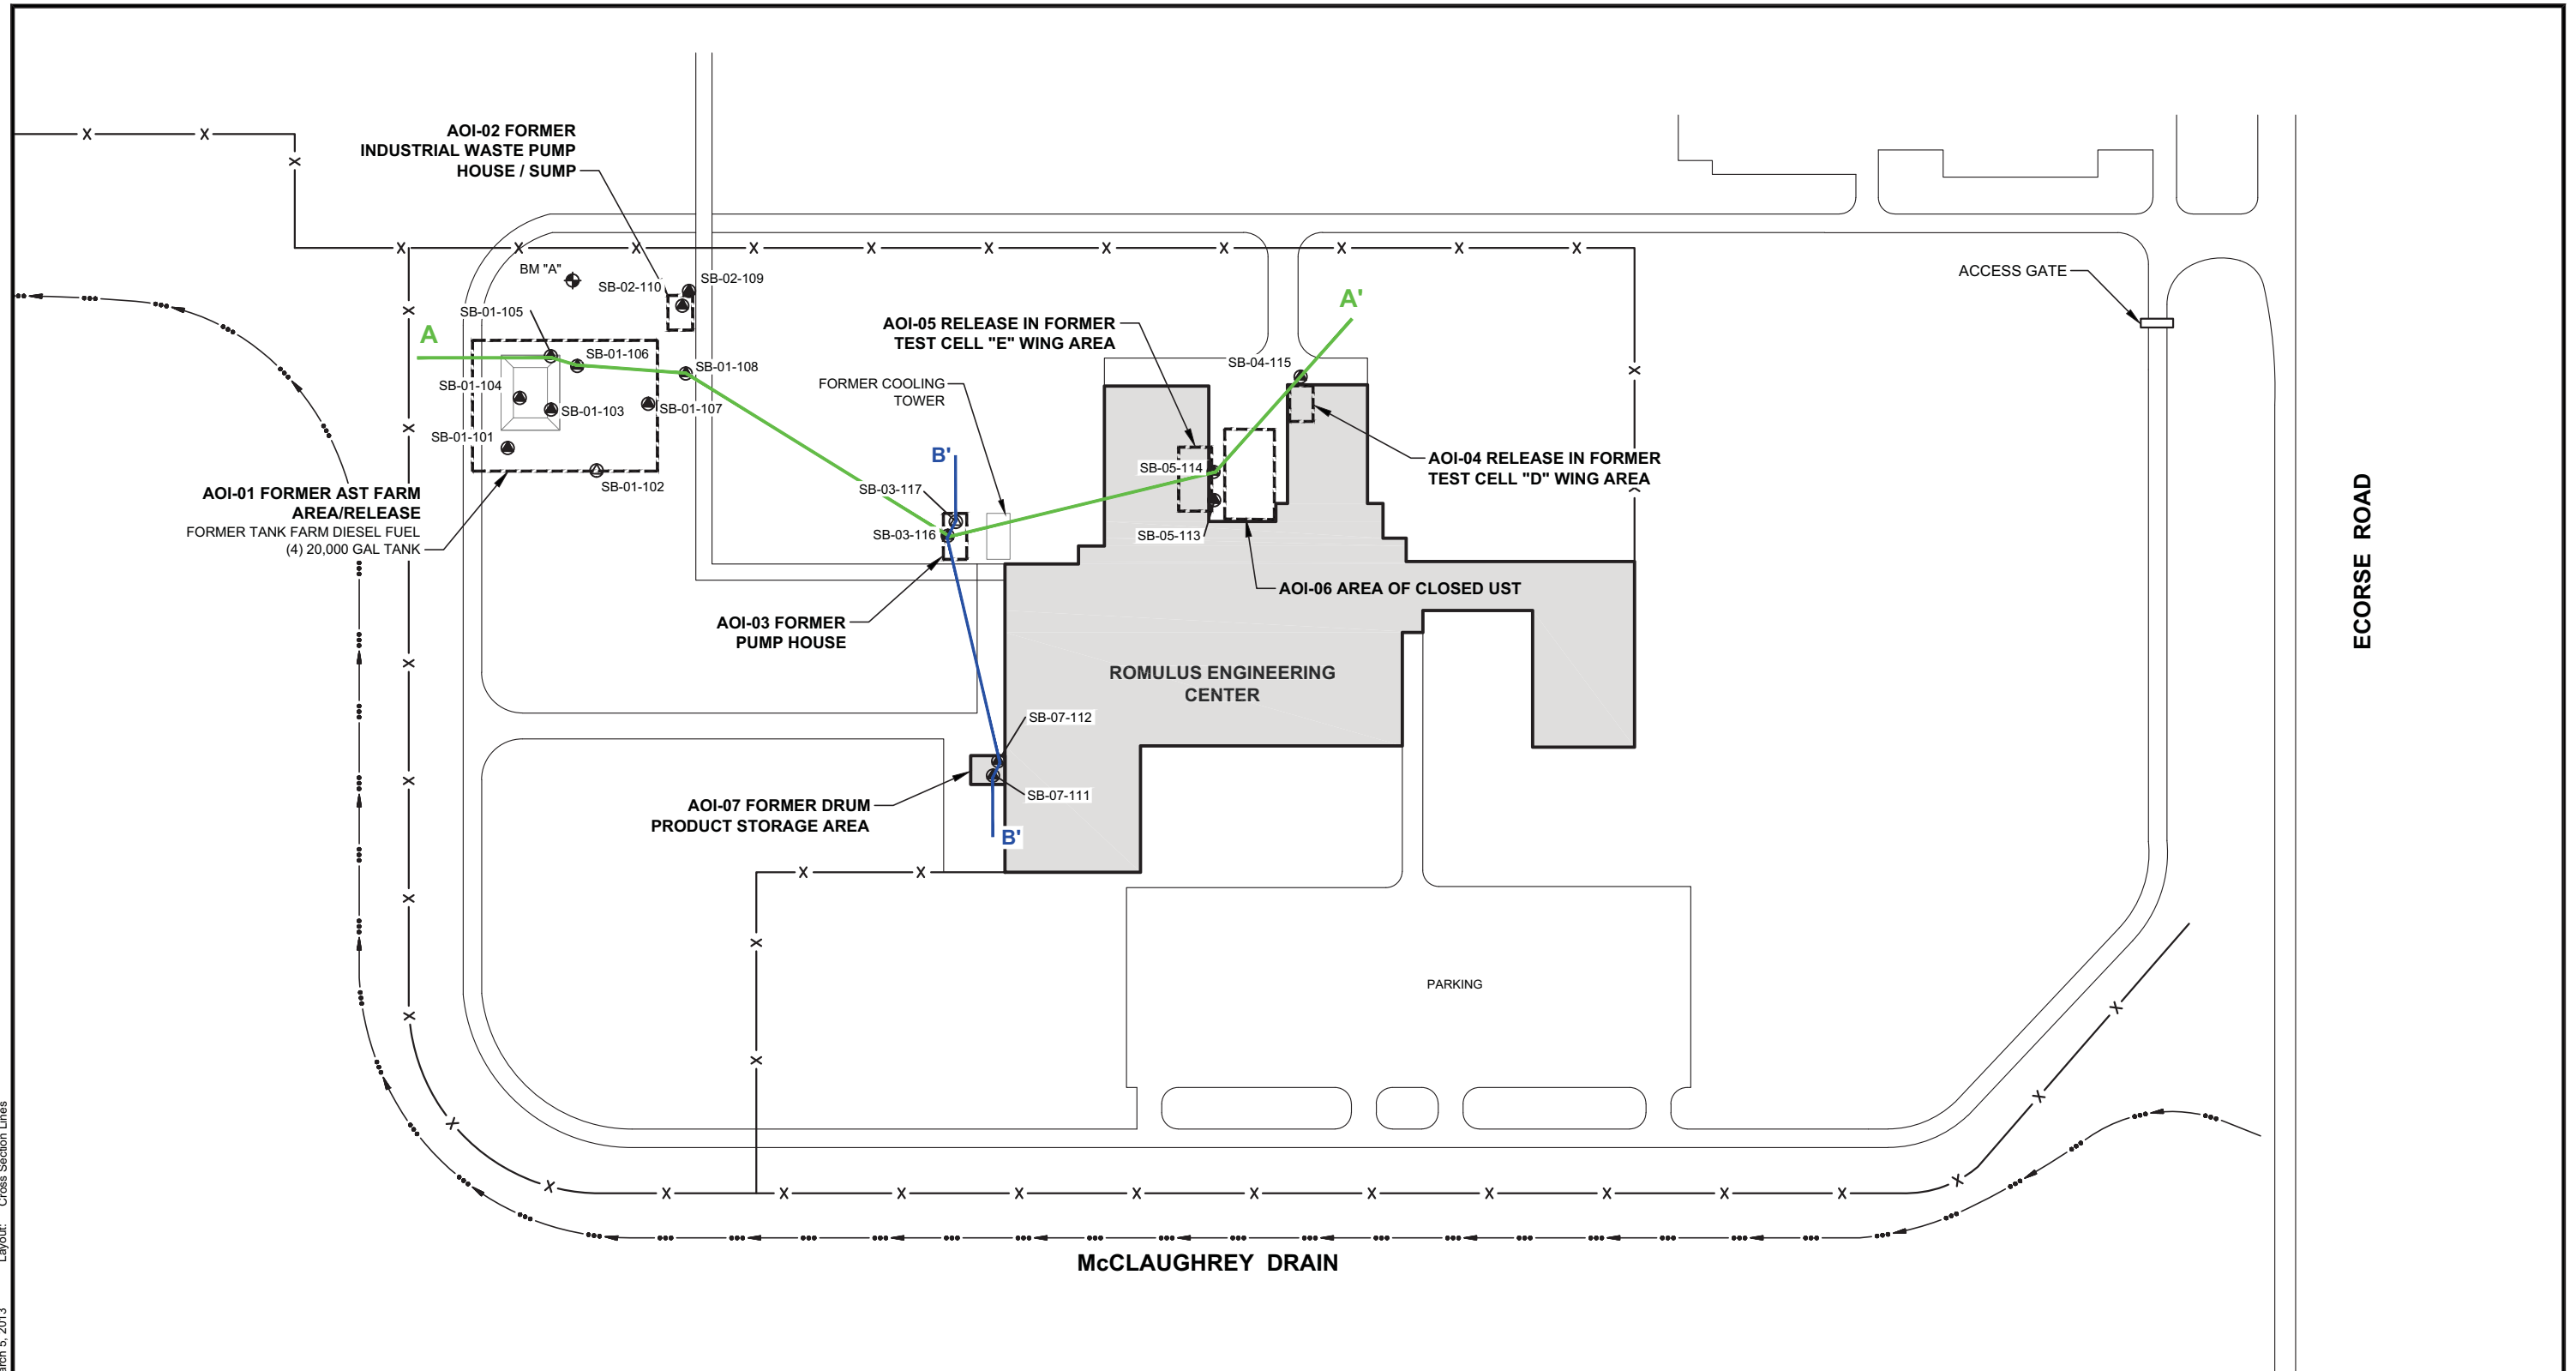 AOI-02 FORMER
INDUSTRIAL WASTE PUMP
HOUSE / SUMP
BM "A"
SB-02-110
SB-02-109
ACCESS GATE
SB-01-105
A
A'
AOI-05 RELEASE IN FORMER
TEST CELL "E" WING AREA
SB-01-106
SB-01-108
SB-04-115
SB-01-104
FORMER COOLING
TOWER
SB-01-103
SB-01-107
SB-01-101
B'
SB-05-114
AOI-04 RELEASE IN FORMER
TEST CELL "D" WING AREA
SB-01-102
AOI-01 FORMER AST FARM
AREA/RELEASE
FORMER TANK FARM DIESEL FUEL
(4) 20,000 GAL TANK
SB-03-117
SB-03-116
SB-05-113
ECORSE ROAD
AOI-06 AREA OF CLOSED UST
AOI-03 FORMER
PUMP HOUSE
ROMULUS ENGINEERING
CENTER
SB-07-112
SB-07-111
AOI-07 FORMER DRUM
PRODUCT STORAGE AREA
B'
PARKING
McCLAUGHREY DRAIN
Layout: Cross Section Lines
5, 2013